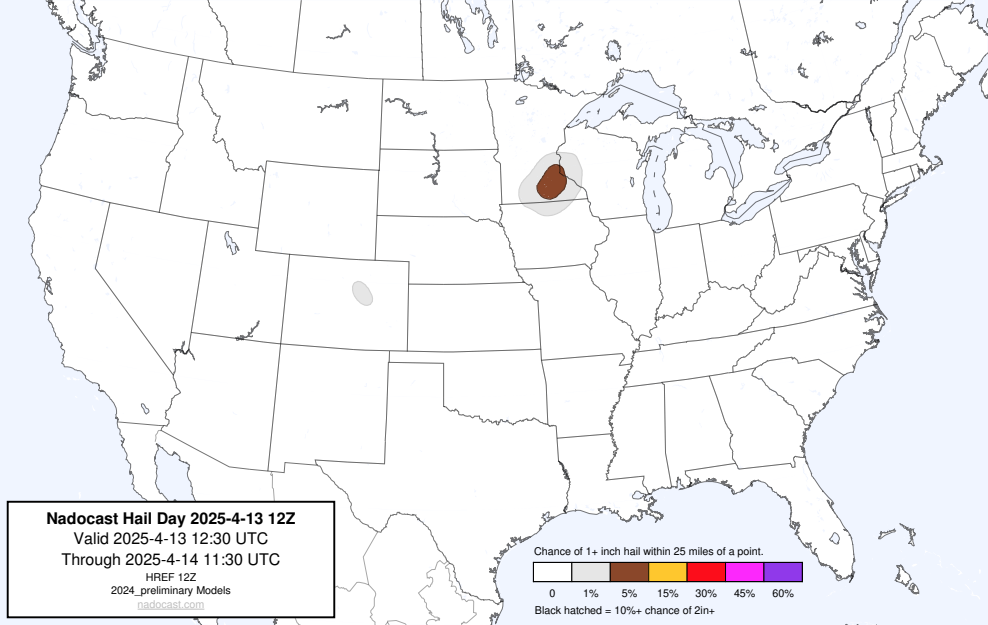 Nadocast Hail Day 2025-4-13 12Z
Valid 2025-4-13 12:30 UTC
Through 2025-4-14 11:30 UTC
HREF 12Z
2024_preliminary Models
nadocast.com
Chance of 1+ inch hail within 25 miles of a point.
0 1% 5% 15% 30% 45% 60%
Black hatched = 10%+ chance of 2in+